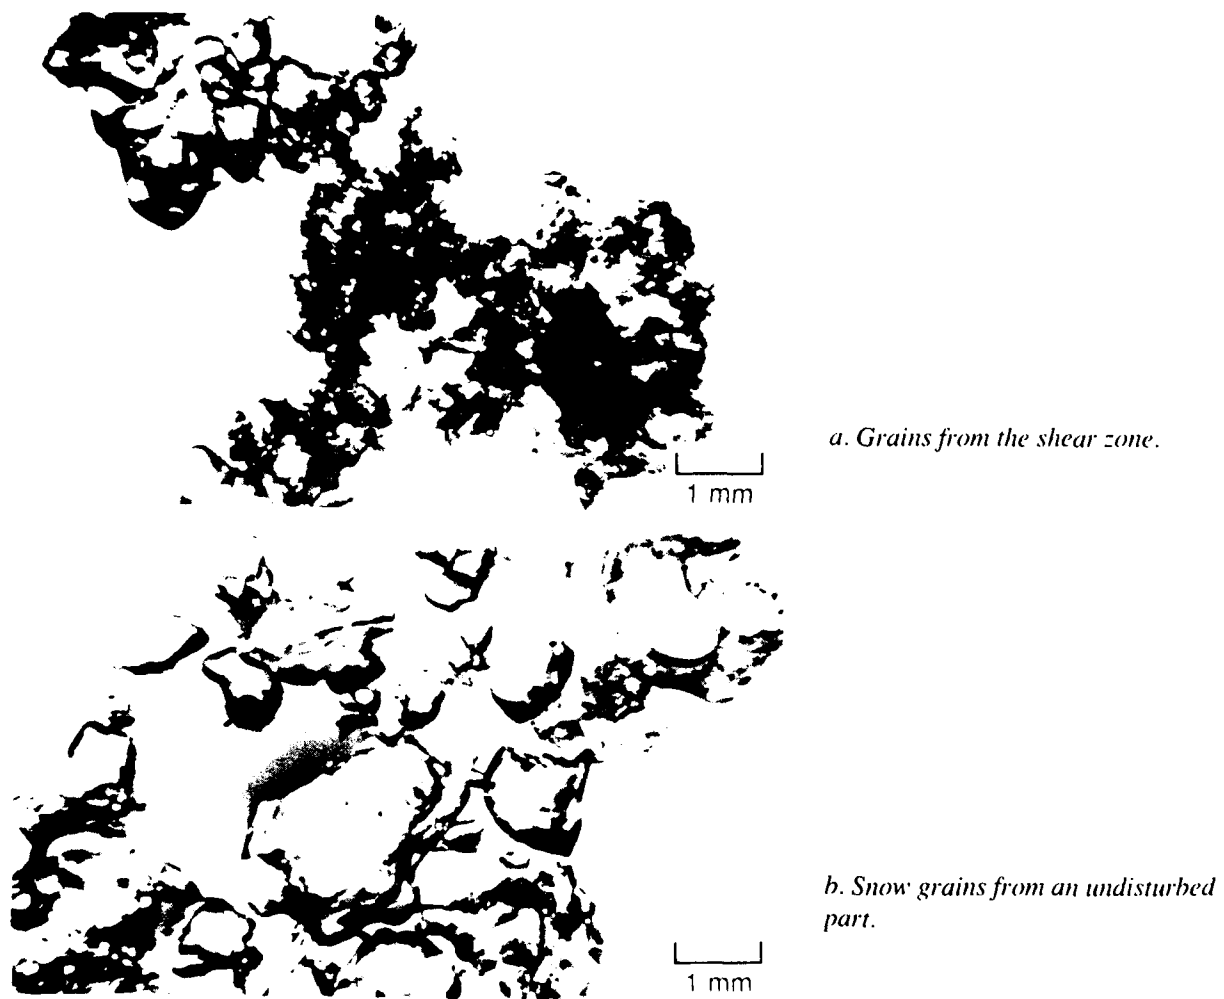 a. Grains from the shear zone.
1 mm
b. Snow grains from an undisturbed
part.
1 mm